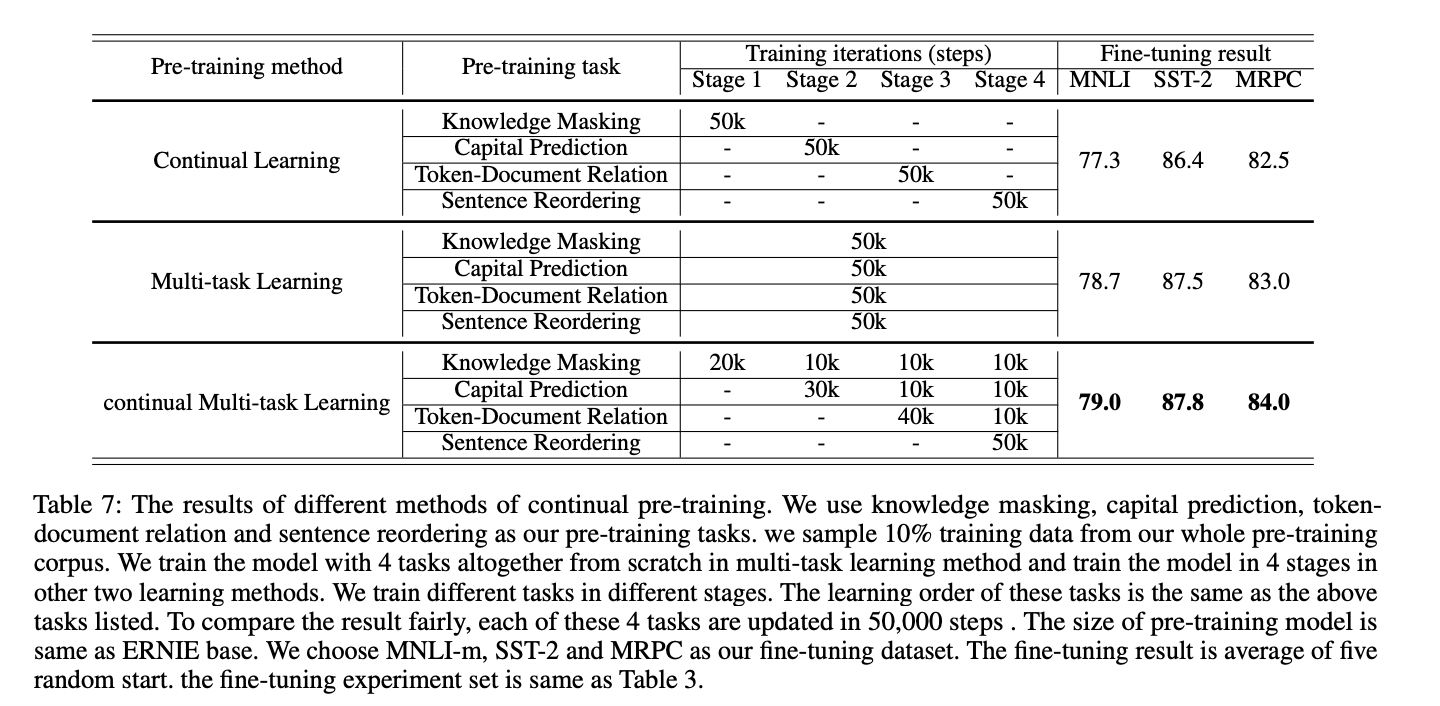 Pre-training method Pre-training task Training iterations (steps) Fine-tuning result
Stage 1 Stage 2 Stage 3 Stage 4 MNLI SST-2 MRPC
Continual Learning Knowledge Masking 50k - - - 77.3 86.4 82.5
Capital Prediction - 50k - -
Token-Document Relation - - 50k -
Sentence Reordering - - - 50k
Multi-task Learning Knowledge Masking 50k 78.7 87.5 83.0
Capital Prediction 50k
Token-Document Relation 50k
Sentence Reordering 50k
continual Multi-task Learning Knowledge Masking 20k 10k 10k 10k 79.0 87.8 84.0
Capital Prediction - 30k 10k 10k
Token-Document Relation - - 40k 10k
Sentence Reordering - - - 50k
Table 7: The results of different methods of continual pre-training. We use knowledge masking, capital prediction, token-
document relation and sentence reordering as our pre-training tasks. we sample 10% training data from our whole pre-training
corpus. We train the model with 4 tasks altogether from scratch in multi-task learning method and train the model in 4 stages in
other two learning methods. We train different tasks in different stages. The learning order of these tasks is the same as the above
tasks listed. To compare the result fairly, each of these 4 tasks are updated in 50,000 steps . The size of pre-training model is
same as ERNIE base. We choose MNLI-m, SST-2 and MRPC as our fine-tuning dataset. The fine-tuning result is average of five
random start. the fine-tuning experiment set is same as Table 3.